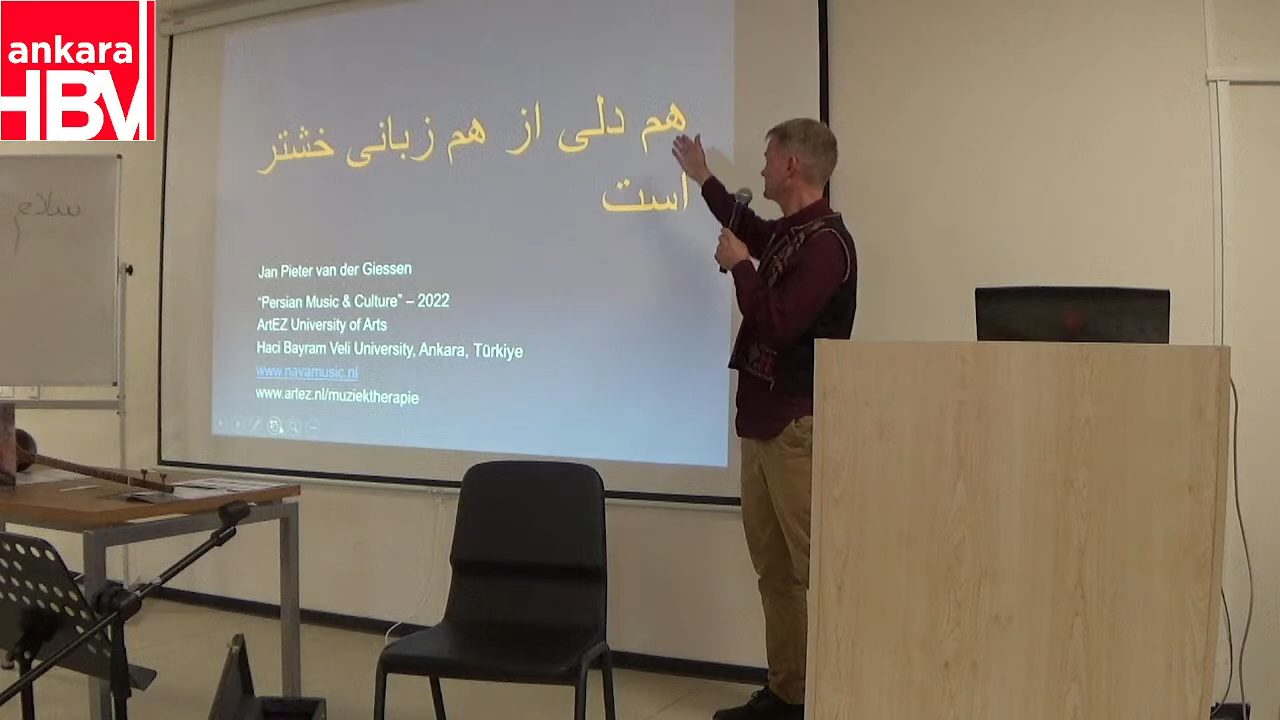 ankara
HBV
سلام
هم دلی از هم زبانی خشتر
است
Jan Pieter van der Giessen
“Persian Music & Culture” – 2022
ArtEZ University of Arts
Haci Bayram Veli University, Ankara, Türkiye
www.navamusic.nl
www.artez.nl/muziektherapie